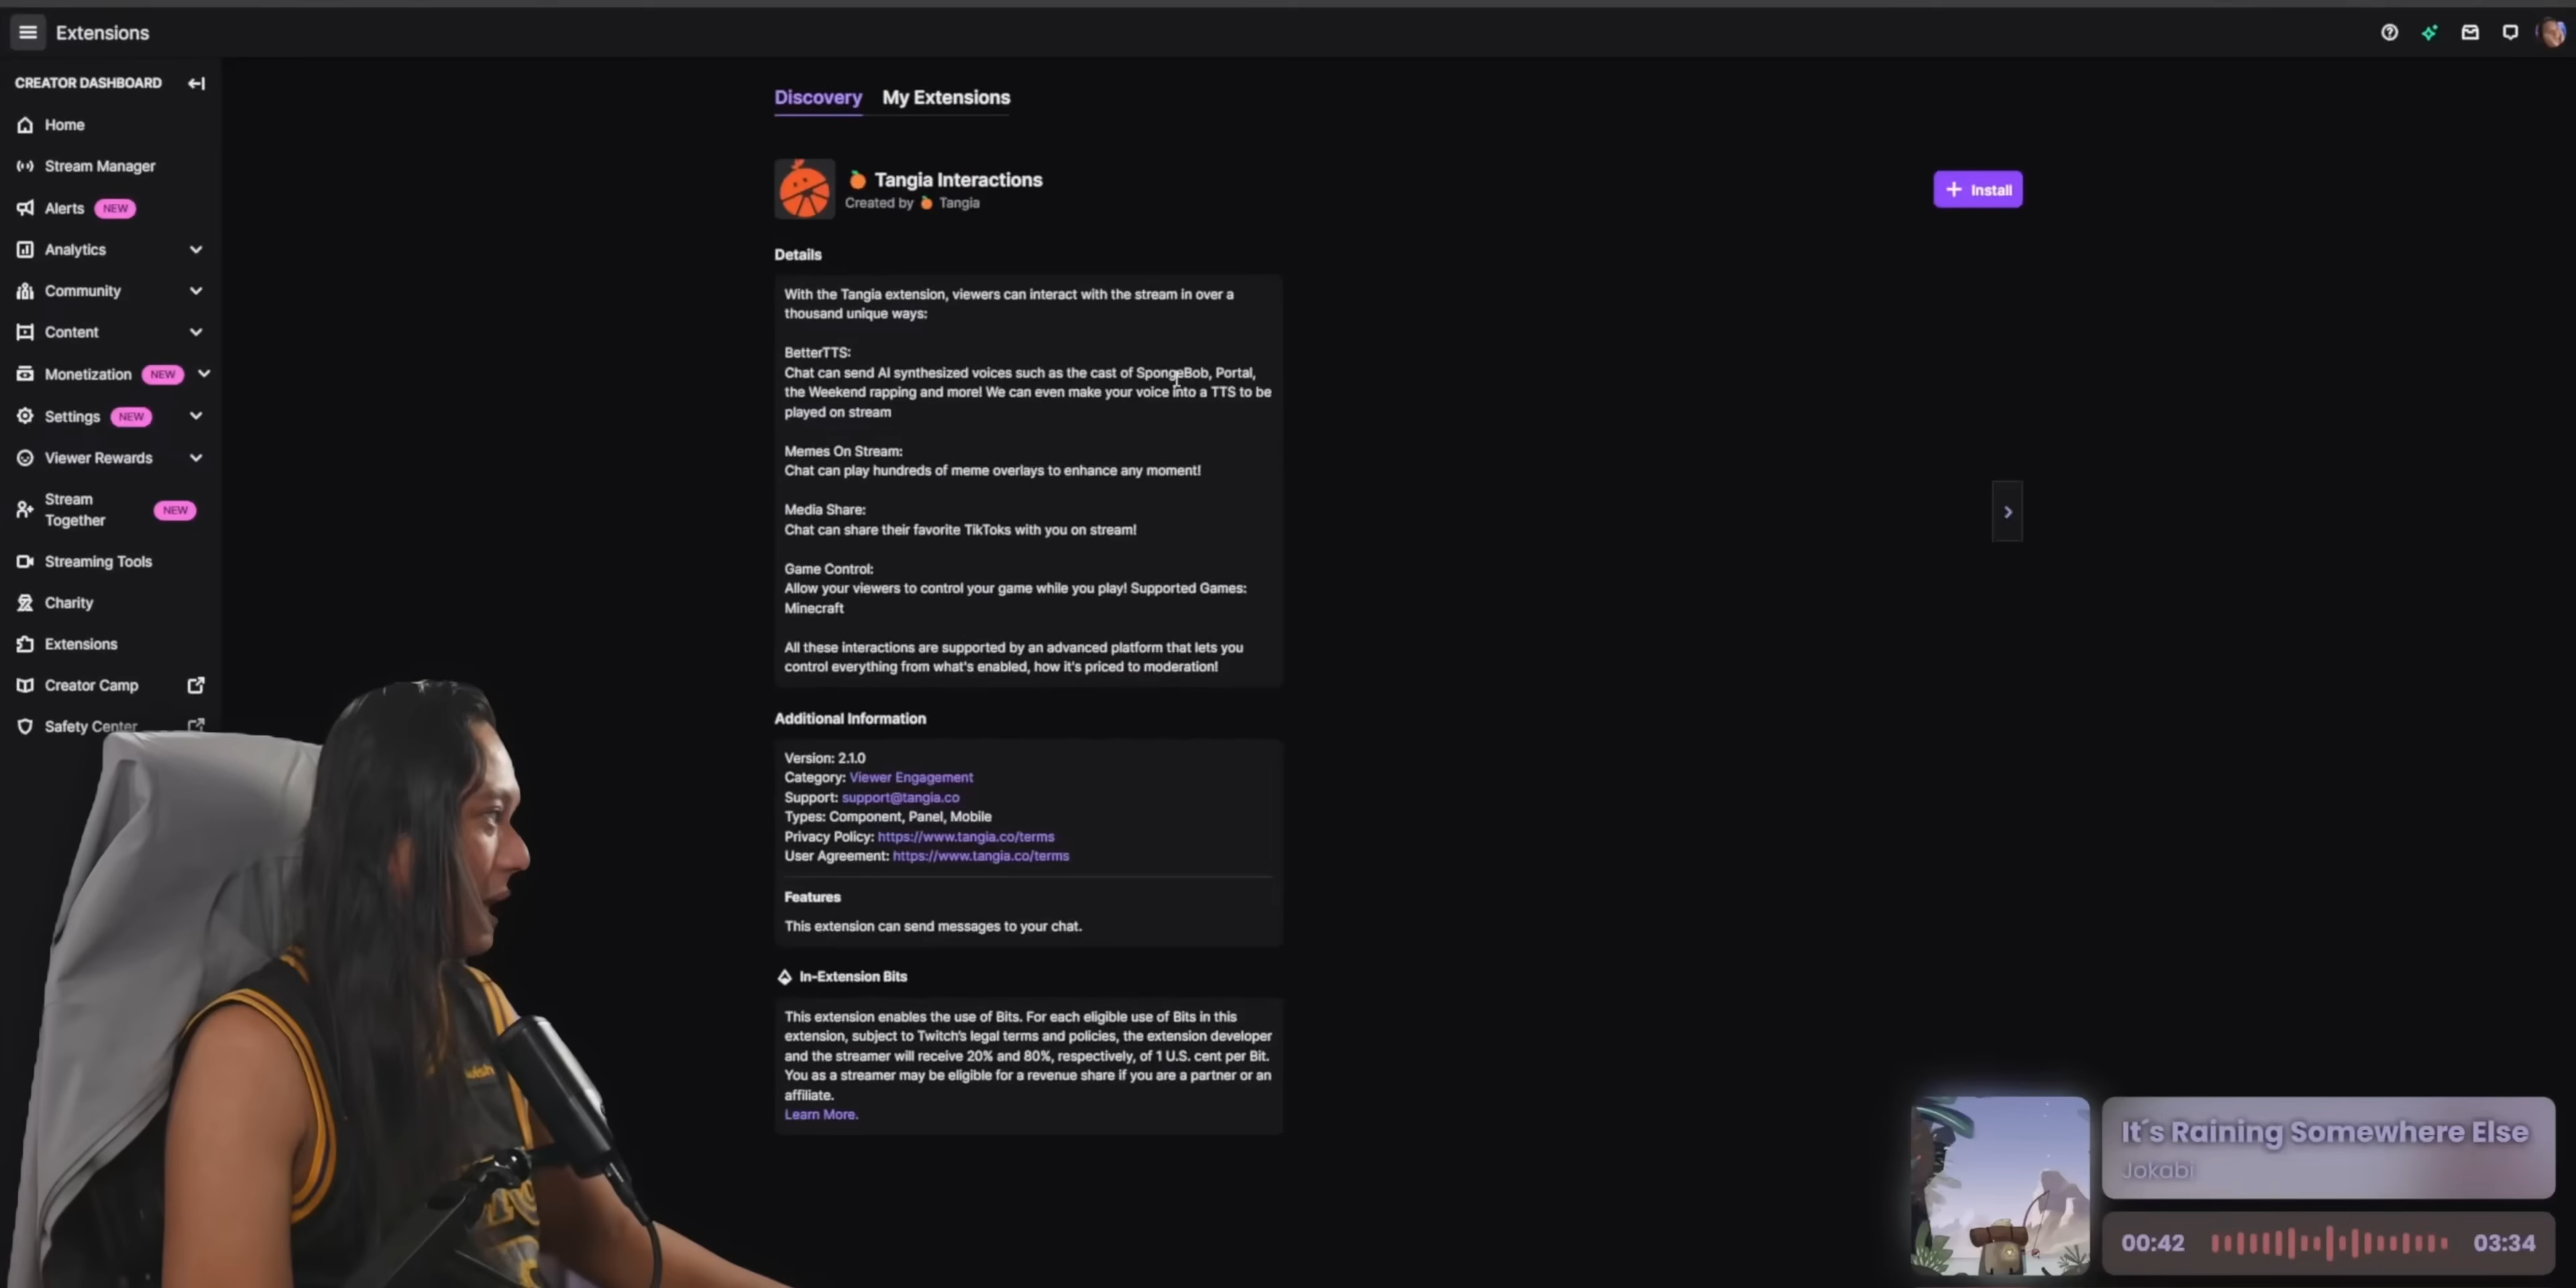 Extensions
CREATOR DASHBOARD
Home
Stream Manager
Alerts NEW
Analytics
Community
Content
Monetization NEW
Settings NEW
Viewer Rewards
Stream
Together NEW
Streaming Tools
Charity
Extensions
Creator Camp
Safety Center
Discovery My Extensions
Tangia Interactions
Created by Tangia
Install
Details
With the Tangia extension, viewers can interact with the stream in over a
thousand unique ways:
BetterTTS:
Chat can send AI synthesized voices such as the cast of SpongeBob, Portal,
the Weekend rapping and more! We can even make your voice into a TTS to be
played on stream
Memes On Stream:
Chat can play hundreds of meme overlays to enhance any moment!
Media Share:
Chat can share their favorite TikToks with you on stream!
Game Control:
Allow your viewers to control your game while you play! Supported Games:
Minecraft
All these interactions are supported by an advanced platform that lets you
control everything from what's enabled, how it's priced to moderation!
Additional Information
Version: 2.1.0
Category: Viewer Engagement
Support: support@tangia.co
Types: Component, Panel, Mobile
Privacy Policy: https://www.tangia.co/terms
User Agreement: https://www.tangia.co/terms
Features
This extension can send messages to your chat.
In-Extension Bits
This extension enables the use of Bits. For each eligible use of Bits in this
extension, subject to Twitch's legal terms and policies, the extension developer
and the streamer will receive 20% and 80%, respectively, of 1 U.S. cent per Bit.
You as a streamer may be eligible for a revenue share if you are a partner or an
affiliate.
Learn More.
It´s Raining Somewhere Else
Jokabi
00:42 03:34